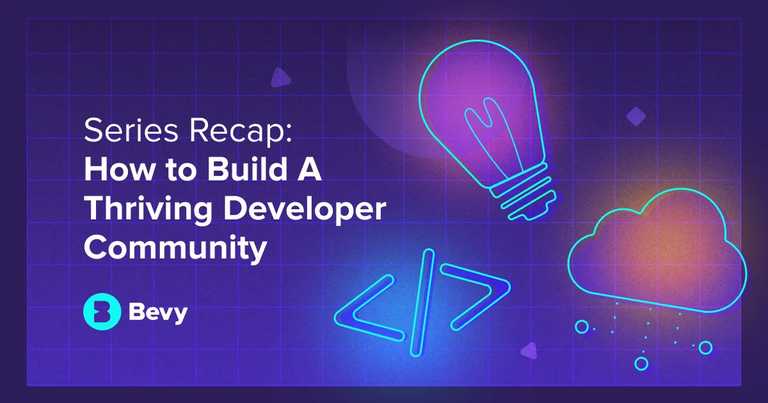 Series Recap:
How to Build A
Thriving Developer
Community
Bevy